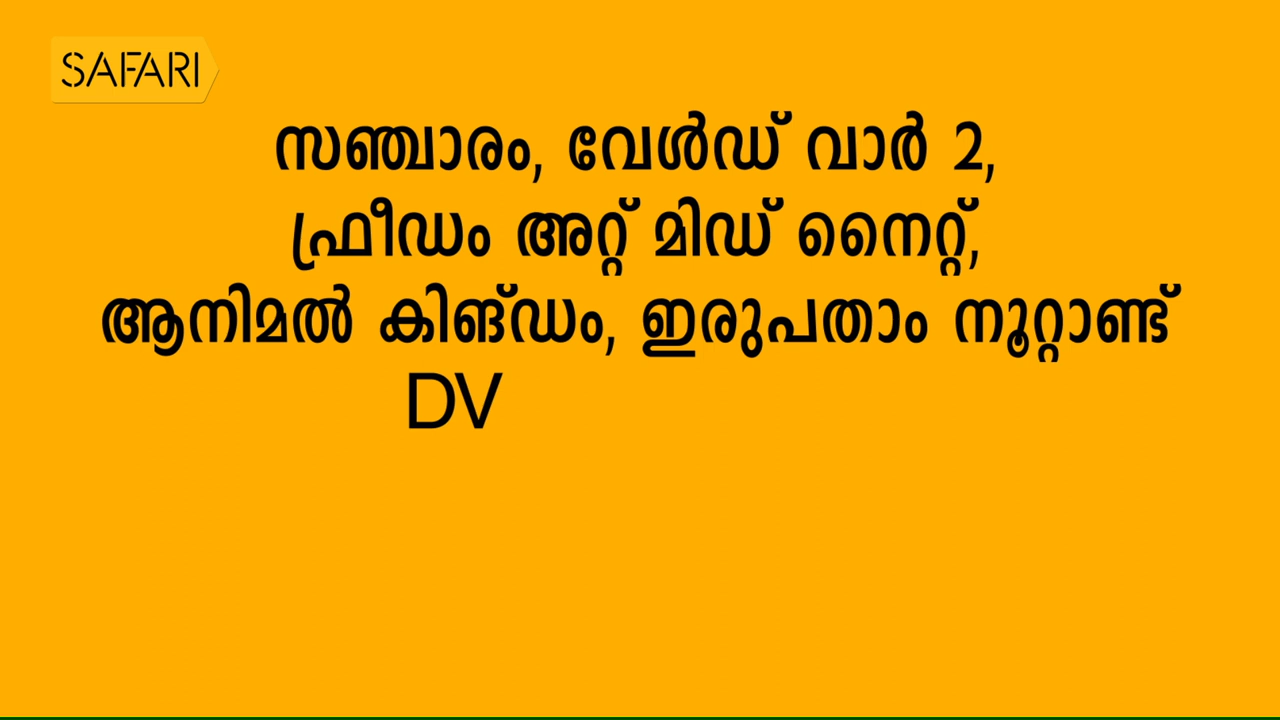 SAFARI
സഞ്ചാരം, വേൾഡ് വാർ 2,
ഫ്രീഡം അറ്റ് മിഡ് നൈറ്റ്,
ആനിമൽ കിങ്ഡം, ഇരുപതാം നൂറ്റാണ്ട്
DV